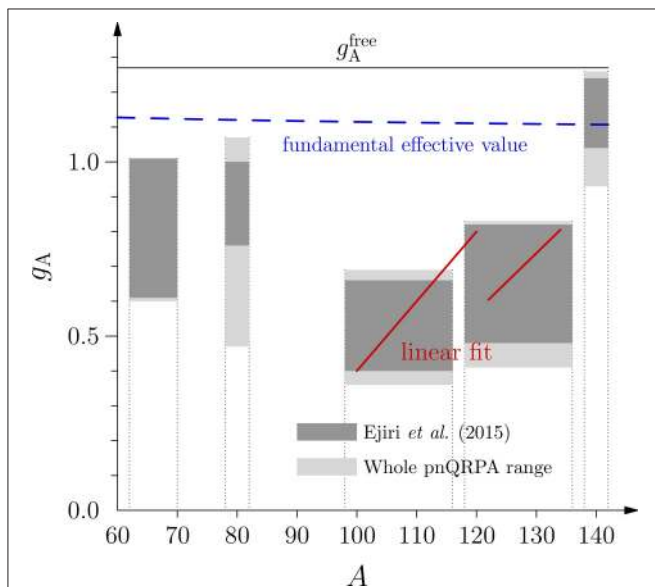 g_A^free
fundamental effective value
1.0
g_A
0.5
linear fit
Ejiri et al. (2015)
Whole pnQRPA range
0.0
60 70 80 90 100 110 120 130 140
A